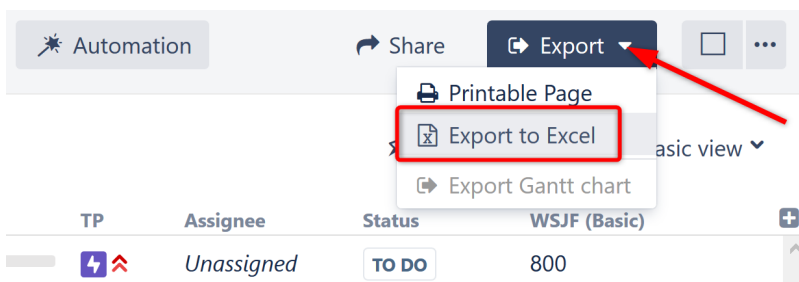 Automation Share Export
Printable Page
Export to Excel
asic view
Export Gantt chart
TP Assignee Status WSJF (Basic)
Unassigned TO DO 800